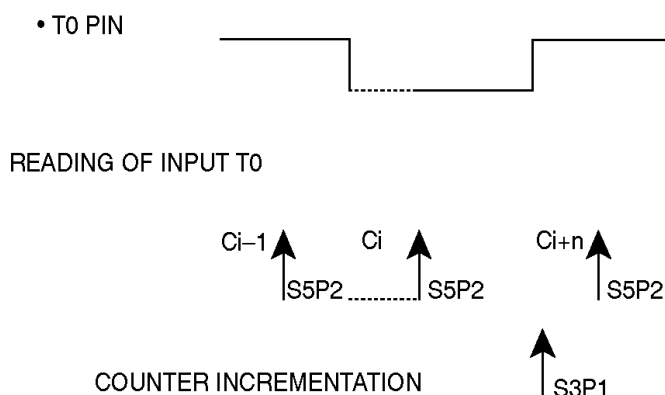 • T0 PIN
READING OF INPUT T0
Ci–1 Ci Ci+n
S5P2 S5P2 S5P2
COUNTER INCREMENTATION
S3P1